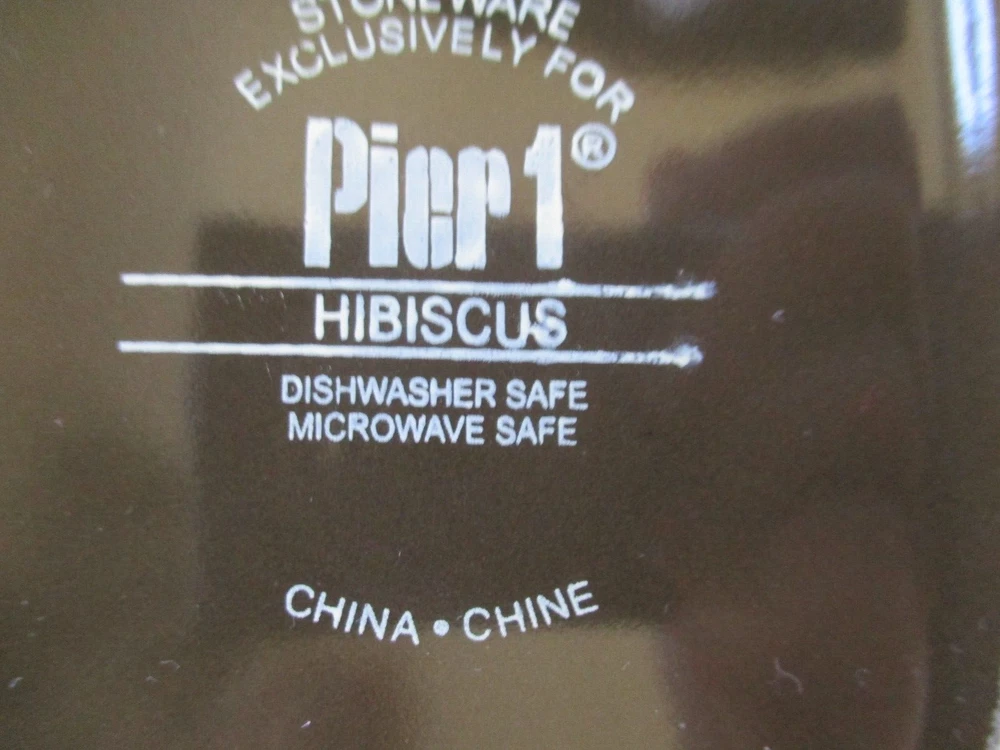 STONEWARE
EXCLUSIVELY FOR
Pier 1®
HIBISCUS
DISHWASHER SAFE
MICROWAVE SAFE
CHINA • CHINE